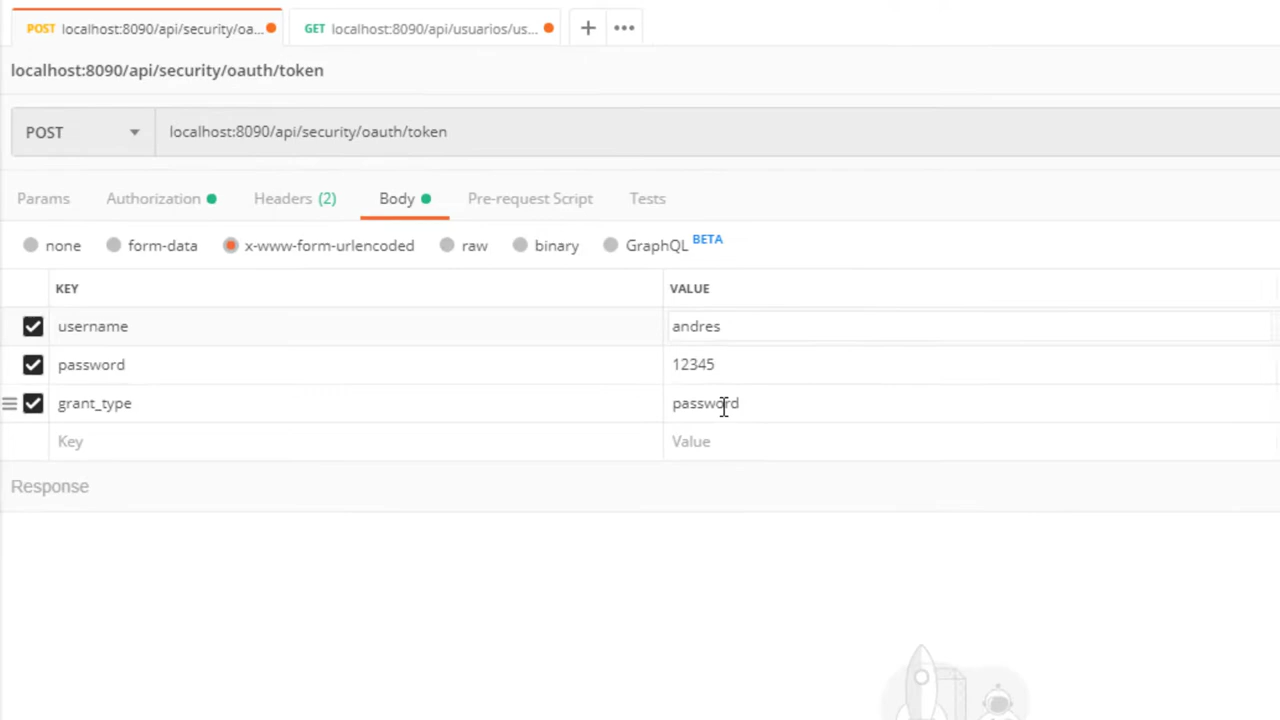 POST localhost:8090/api/security/oa... GET localhost:8090/api/usuarios/us... + •••
localhost:8090/api/security/oauth/token
POST localhost:8090/api/security/oauth/token
Params Authorization Headers (2) Body Pre-request Script Tests
none form-data x-www-form-urlencoded raw binary GraphQL BETA
KEY VALUE
username andres
password 12345
grant_type password
Key Value
Response